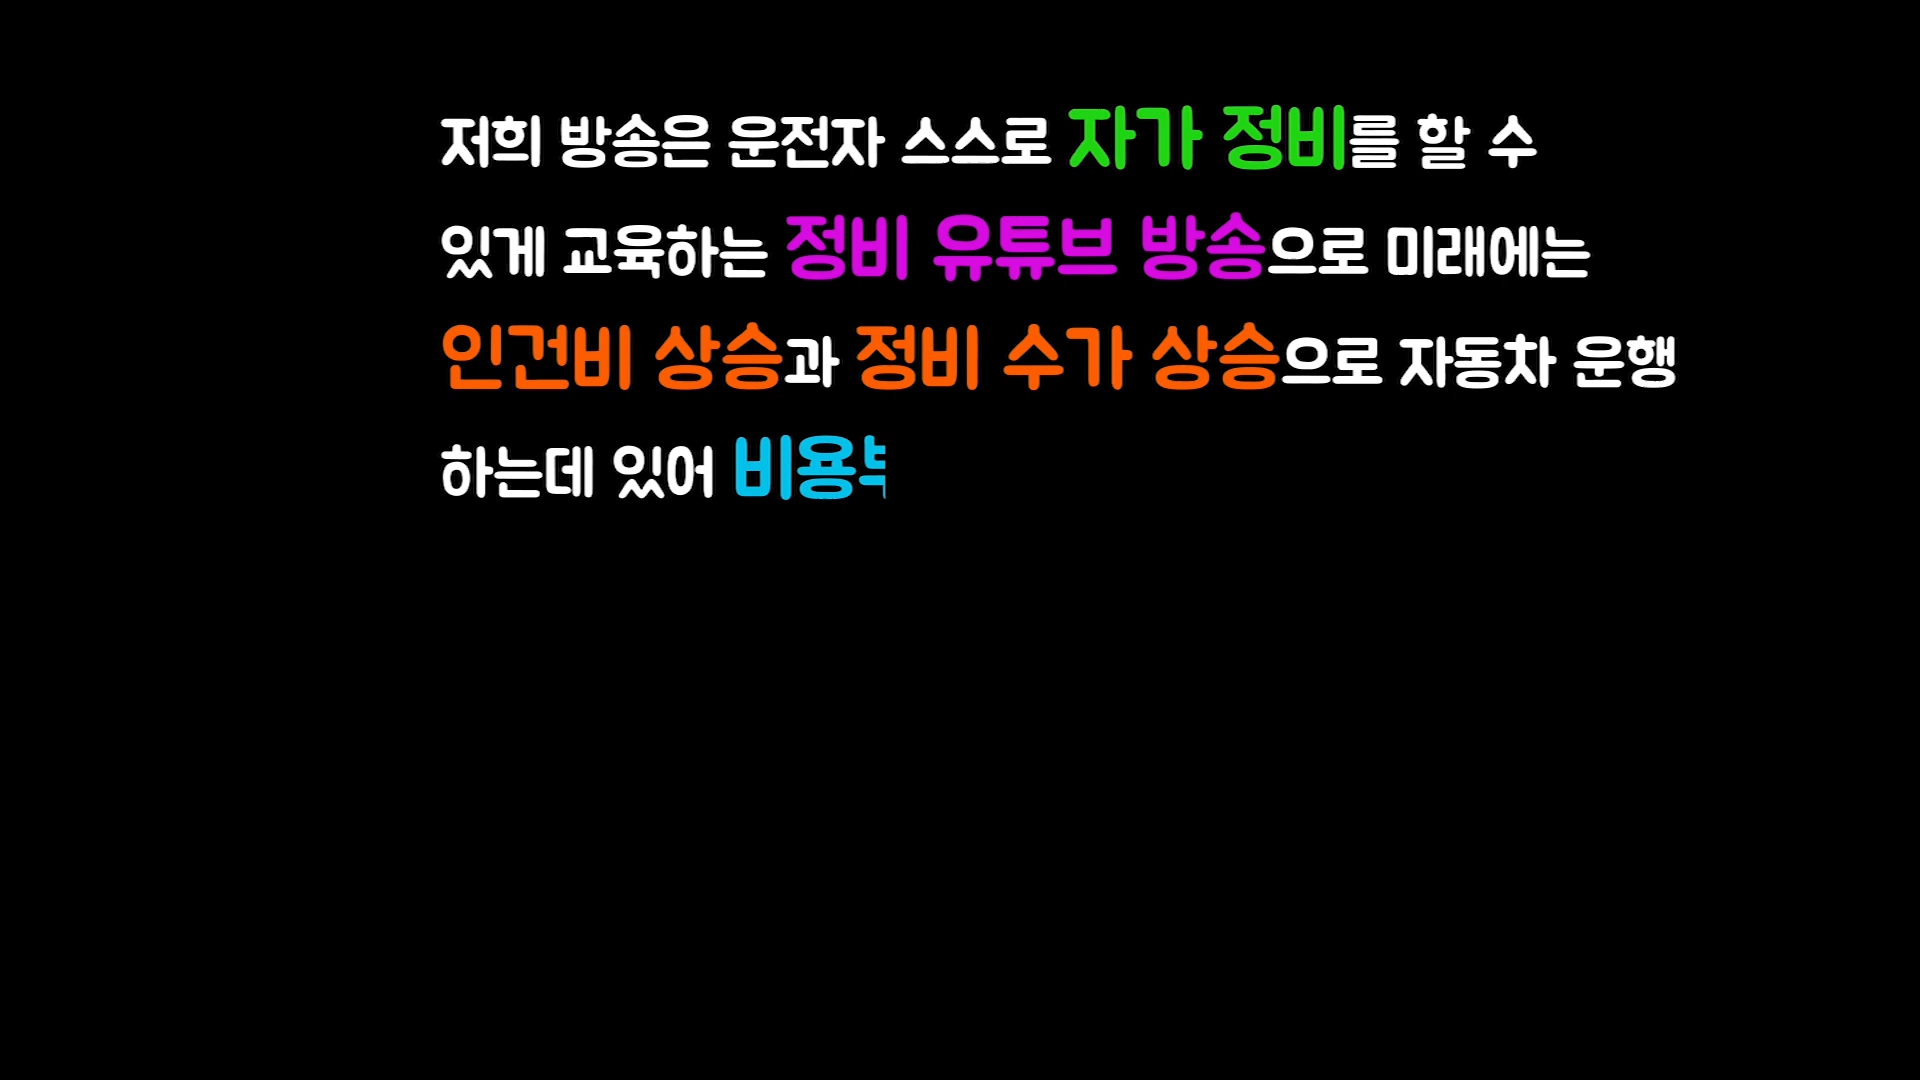 저희 방송은 운전자 스스로 자가 정비를 할 수
있게 교육하는 정비 유튜브 방송으로 미래에는
인건비 상승과 정비 수가 상승으로 자동차 운행
하는데 있어 비용